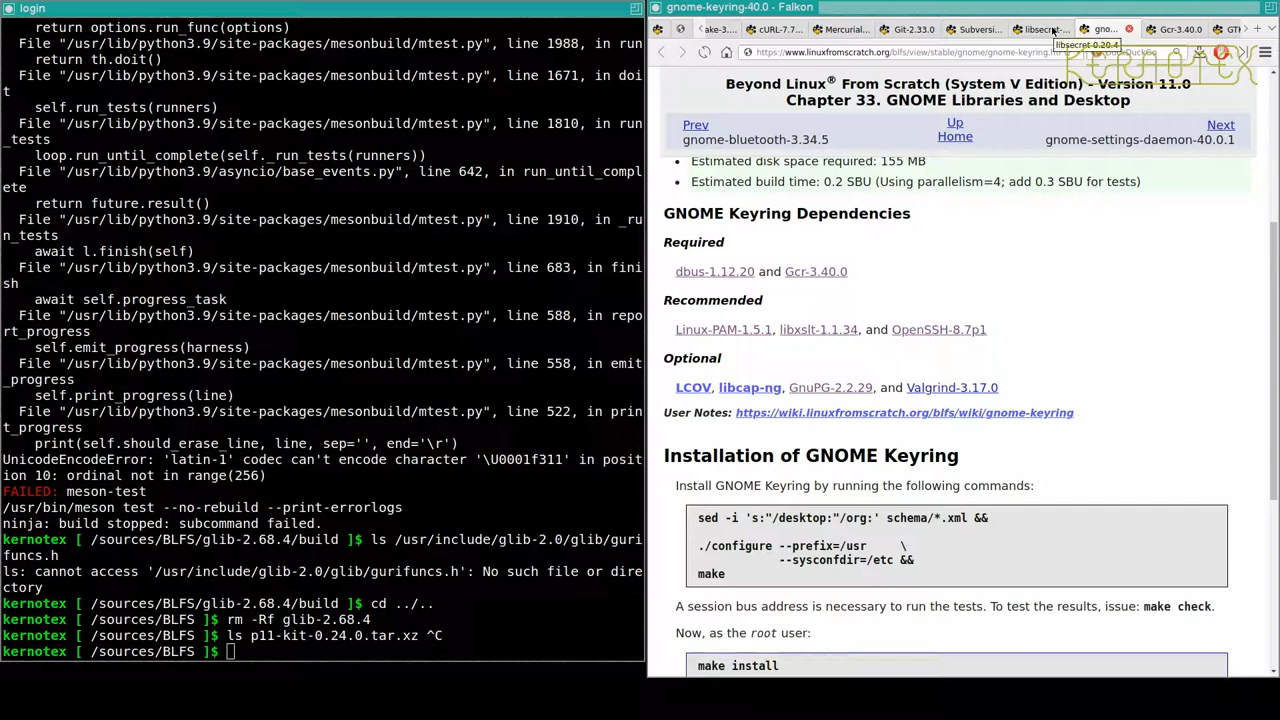 login
return options.run_func(options)
File "/usr/lib/python3.9/site-packages/mesonbuild/mtest.py", line 1988, in run
return th.doit()
File "/usr/lib/python3.9/site-packages/mesonbuild/mtest.py", line 1671, in doi
t
self.run_tests(runners)
File "/usr/lib/python3.9/site-packages/mesonbuild/mtest.py", line 1810, in run
_tests
loop.run_until_complete(self._run_tests(runners))
File "/usr/lib/python3.9/asyncio/base_events.py", line 642, in run_until_compl
ete
return future.result()
File "/usr/lib/python3.9/site-packages/mesonbuild/mtest.py", line 1910, in _ru
n_tests
await l.finish(self)
File "/usr/lib/python3.9/site-packages/mesonbuild/mtest.py", line 683, in fini
sh
await self.progress_task
File "/usr/lib/python3.9/site-packages/mesonbuild/mtest.py", line 588, in repo
rt_progress
self.emit_progress(harness)
File "/usr/lib/python3.9/site-packages/mesonbuild/mtest.py", line 558, in emit
_progress
self.print_progress(line)
File "/usr/lib/python3.9/site-packages/mesonbuild/mtest.py", line 522, in prin
t_progress
print(self.should_erase_line, line, sep='', end='\r')
UnicodeEncodeError: 'latin-1' codec can't encode character '\U0001f311' in posit
ion 10: ordinal not in range(256)
FAILED: meson-test
/usr/bin/meson test --no-rebuild --print-errorlogs
ninja: build stopped: subcommand failed.
kernotex [ /sources/BLFS/glib-2.68.4/build ]$ ls /usr/include/glib-2.0/glib/guri
funcs.h
ls: cannot access '/usr/include/glib-2.0/glib/gurifuncs.h': No such file or dire
ctory
kernotex [ /sources/BLFS/glib-2.68.4/build ]$ cd ../..
kernotex [ /sources/BLFS ]$ rm -Rf glib-2.68.4
kernotex [ /sources/BLFS ]$ ls p11-kit-0.24.0.tar.xz ^C
kernotex [ /sources/BLFS ]$
gnome-keyring-40.0 - Falkon
ake-3.... cURL-7.7... Mercurial... Git-2.33.0 Subversi... libsecret-... gno... Gcr-3.40.0 GTK
libsecret-0.20.4
https://www.linuxfromscratch.org/blfs/view/stable/gnome/gnome-keyring.html
KERNOTEX
Beyond Linux® From Scratch (System V Edition) - Version 11.0
Chapter 33. GNOME Libraries and Desktop
Prev Up Next
gnome-bluetooth-3.34.5 Home gnome-settings-daemon-40.0.1
Estimated disk space required: 155 MB
Estimated build time: 0.2 SBU (Using parallelism=4; add 0.3 SBU for tests)
GNOME Keyring Dependencies
Required
dbus-1.12.20 and Gcr-3.40.0
Recommended
Linux-PAM-1.5.1, libxslt-1.1.34, and OpenSSH-8.7p1
Optional
LCOV, libcap-ng, GnuPG-2.2.29, and Valgrind-3.17.0
User Notes: https://wiki.linuxfromscratch.org/blfs/wiki/gnome-keyring
Installation of GNOME Keyring
Install GNOME Keyring by running the following commands:
sed -i 's:"/desktop:"/org:' schema/*.xml &&
./configure --prefix=/usr \
--sysconfdir=/etc &&
make
A session bus address is necessary to run the tests. To test the results, issue: make check.
Now, as the root user:
make install